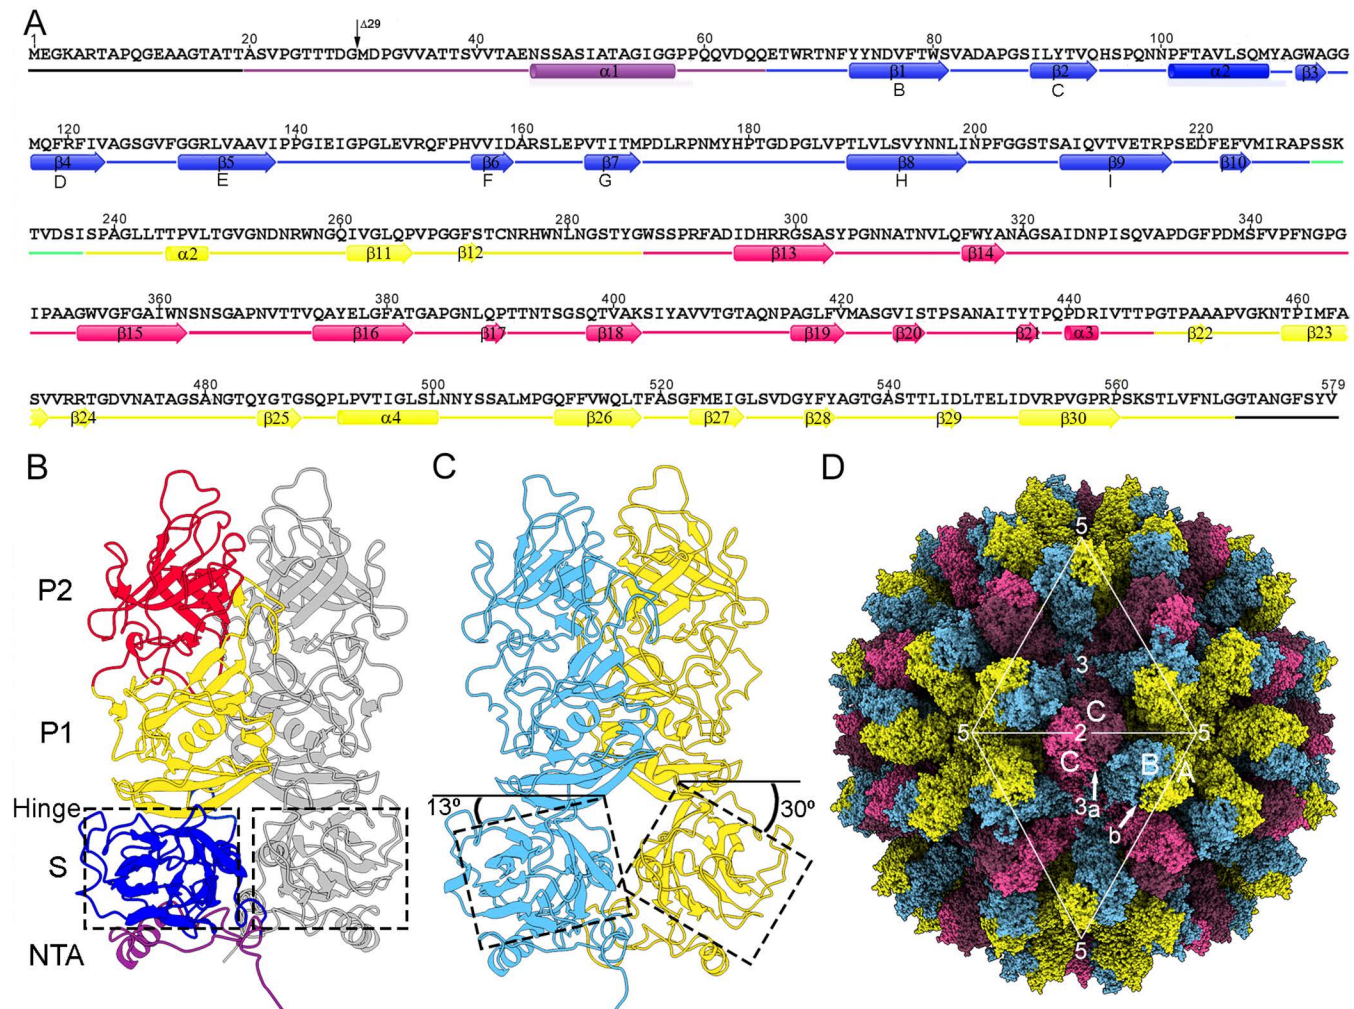 A
1 20 Δ29 40 60 80 100
MEGKARTAPQGEAAGTATTASVPGTTTDGMDPGVVATTSVVTAENSSASIATAGIGGPPQQVDQQETWRTNFYYNDVFTWSVADAPGSILYTVQHSPQNNPFTAVLSQMYAGWAGG
α1 β1 β2 α2 β3
B C
120 140 160 180 200 220
MQFRFIVAGSGVFGGRLVAAVIPPGIEIGPGLEVRQFPHVVIDARSLEPVTITMPDLRPNMYHPTGDPGLVPTLVLSVYNNLINPFGGSTSAIQVTVETRPSEDFEFVMIRAPSSK
β4 β5 β6 β7 β8 β9 β10
D E F G H I
240 260 280 300 320 340
TVDSISPAGLLTTPVLTGVGNDNRWNGQIVGLQPVPGGFSTCNRHWNLNGSTYGWSSPRFADIDHRRGSASYPGNNATNVLQFWYANAGSAIDNPISQVAPDGFPDMSFVPFNGPG
α2 β11 β12 β13 β14
360 380 400 420 440 460
IPAAGWVGFGAIWNSNSGAPNVTTVQAYELGFATGAPGNLQPTTNTSGSQTVAKSIYAVVTGTAQNPAGLFVMASGVISTPSANAITYTPQPDRIVTTPGTPAAAPVGKNTPIMFA
β15 β16 β17 β18 β19 β20 β21 α3 β22 β23
480 500 520 540 560 579
SVVRRTGDVNATAGSANGTQYGTGSQPLPVTIGLSLNNYSSALMPGQFFVWQLTFASGFMEIGLSVDGYFYAGTGASTTLIDLTELIDVRPVGPRPSKSTLVFNLGGTANGFSYV
β24 β25 α4 β26 β27 β28 β29 β30
B
P2
P1
Hinge
S
NTA
C
13º
30º
D
5
3
C
5 2 5
C B A
3a
b
5